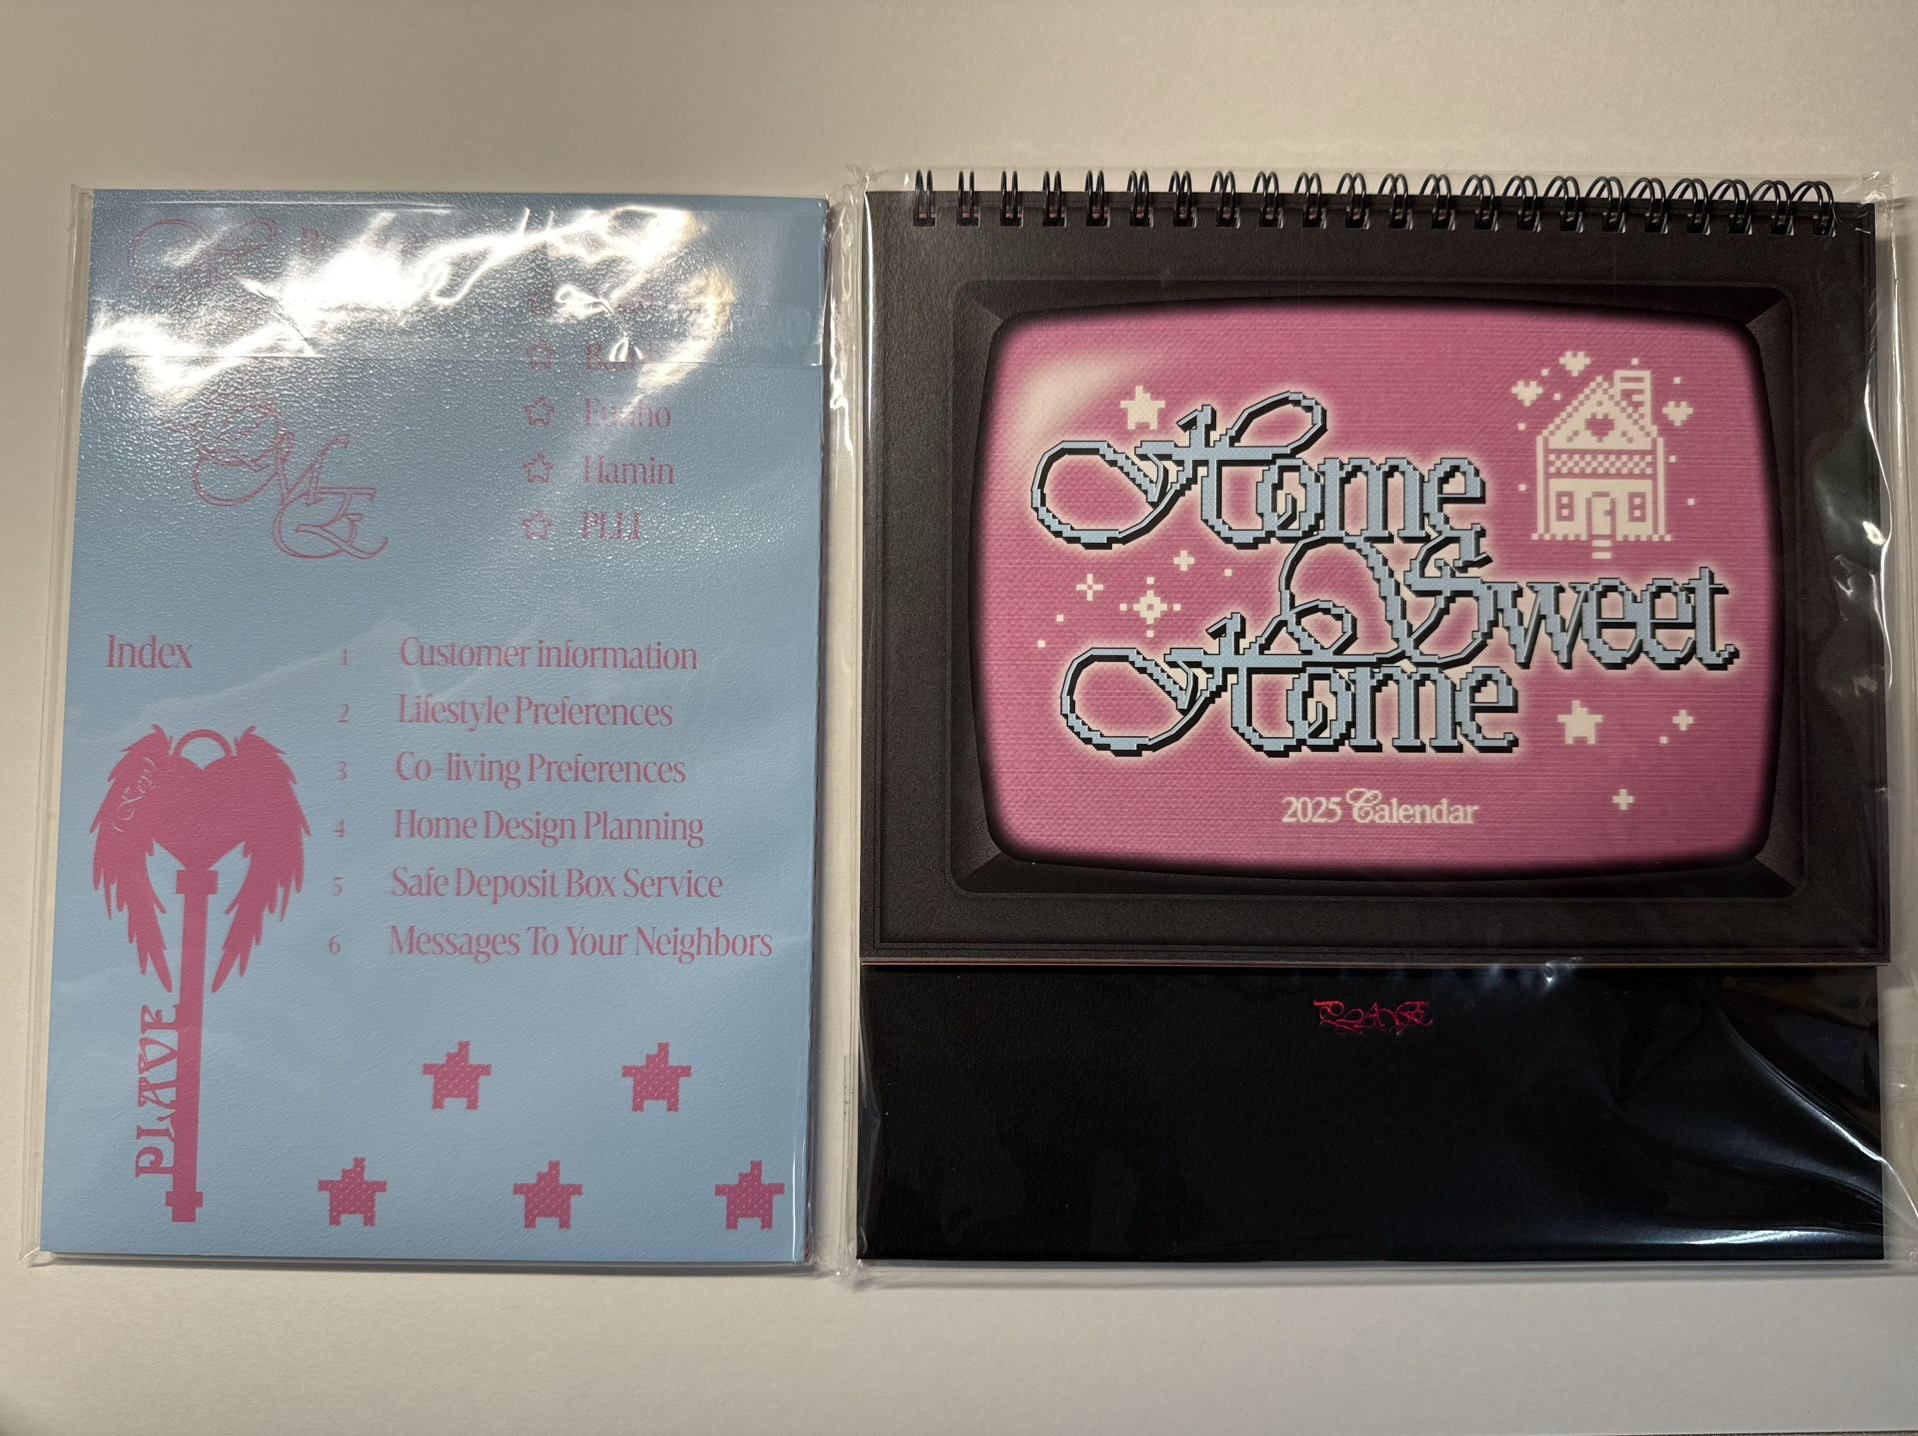 Eunho
Hamin
PLLI
Index
1 Customer information
2 Lifestyle Preferences
3 Co-living Preferences
4 Home Design Planning
5 Safe Deposit Box Service
6 Messages To Your Neighbors
Key
PLAVE
Home
Sweet
Home
2025 Calendar
PLAVE